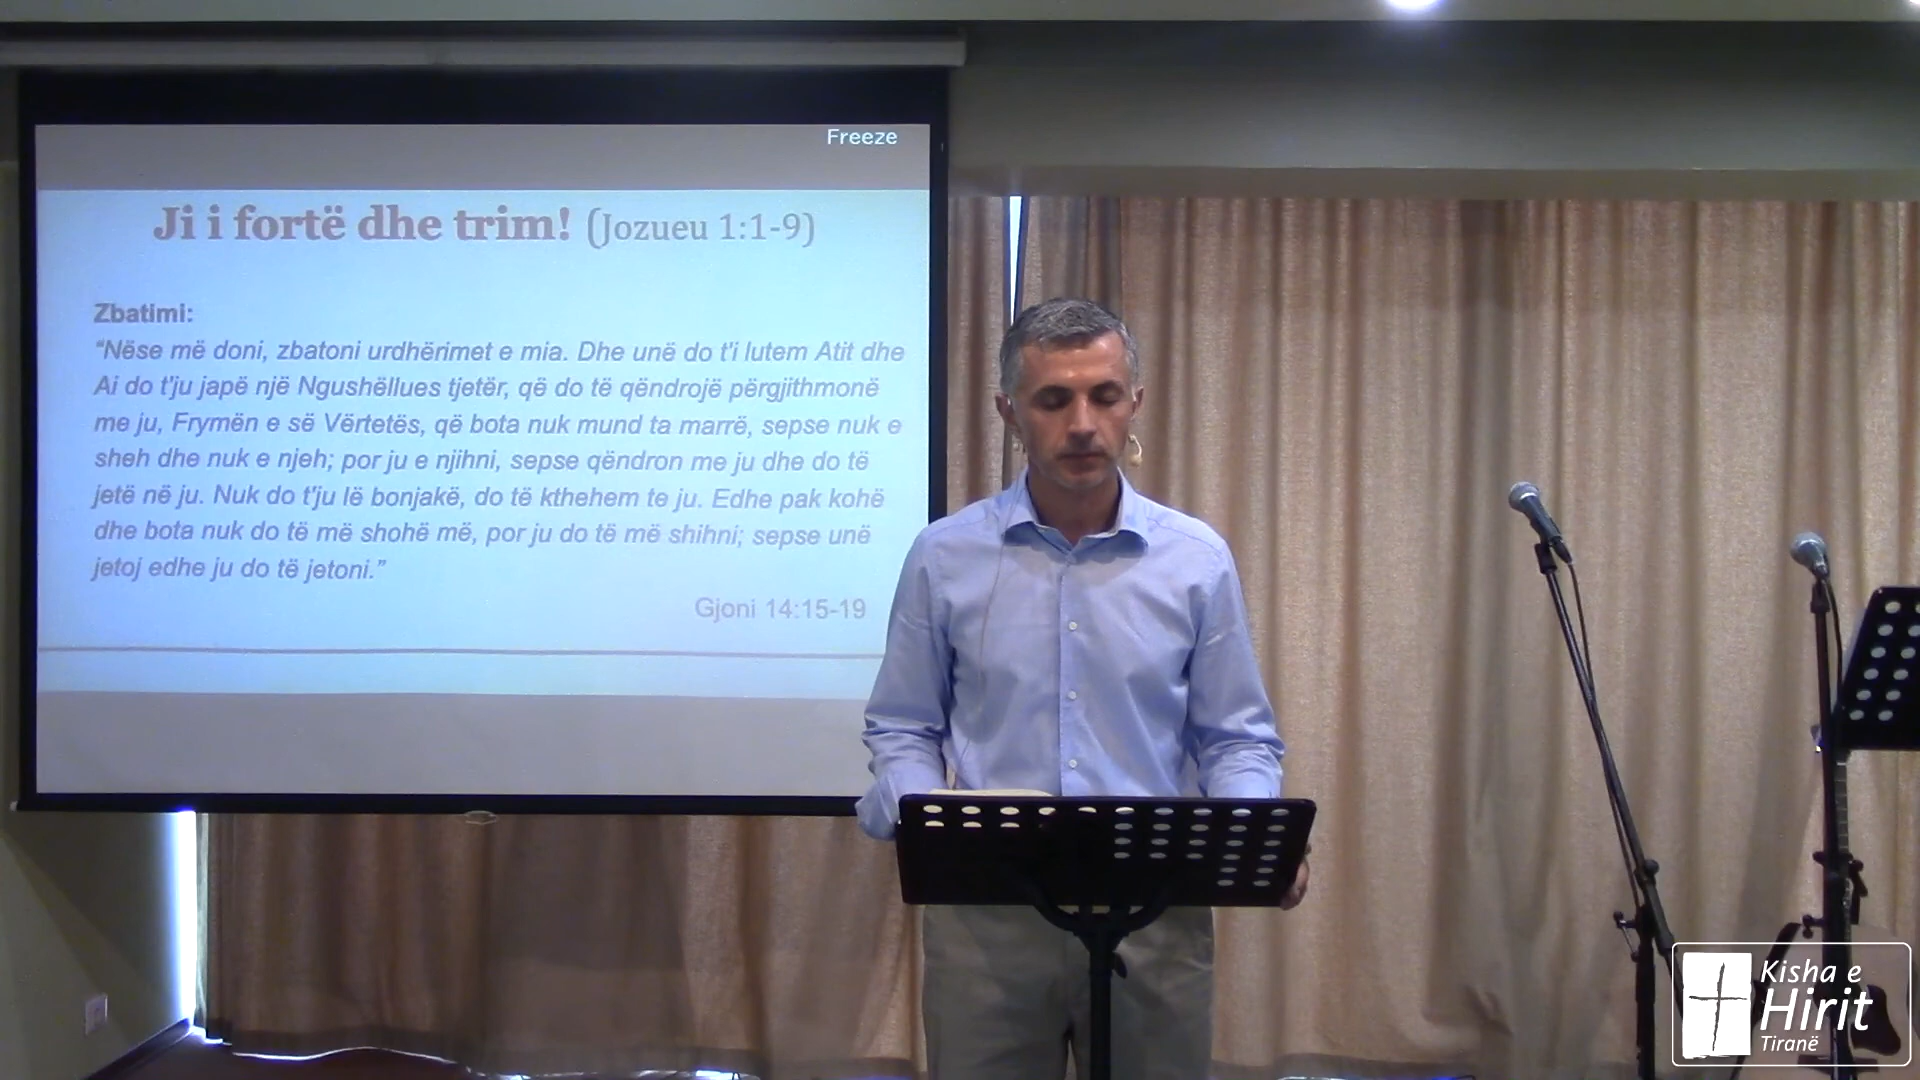 Freeze
Ji i fortë dhe trim! (Jozueu 1:1-9)
Zbatimi:
“Nëse më doni, zbatoni urdhërimet e mia. Dhe unë do t'i lutem Atit dhe
Ai do t'ju japë një Ngushëllues tjetër, që do të qëndrojë përgjithmonë
me ju, Frymën e së Vërtetës, që bota nuk mund ta marrë, sepse nuk e
sheh dhe nuk e njeh; por ju e njihni, sepse qëndron me ju dhe do të
jetë në ju. Nuk do t'ju lë bonjakë, do të kthehem te ju. Edhe pak kohë
dhe bota nuk do të më shohë më, por ju do të më shihni; sepse unë
jetoj edhe ju do të jetoni.”
Gjoni 14:15-19
Kisha e
Hirit
Tiranë